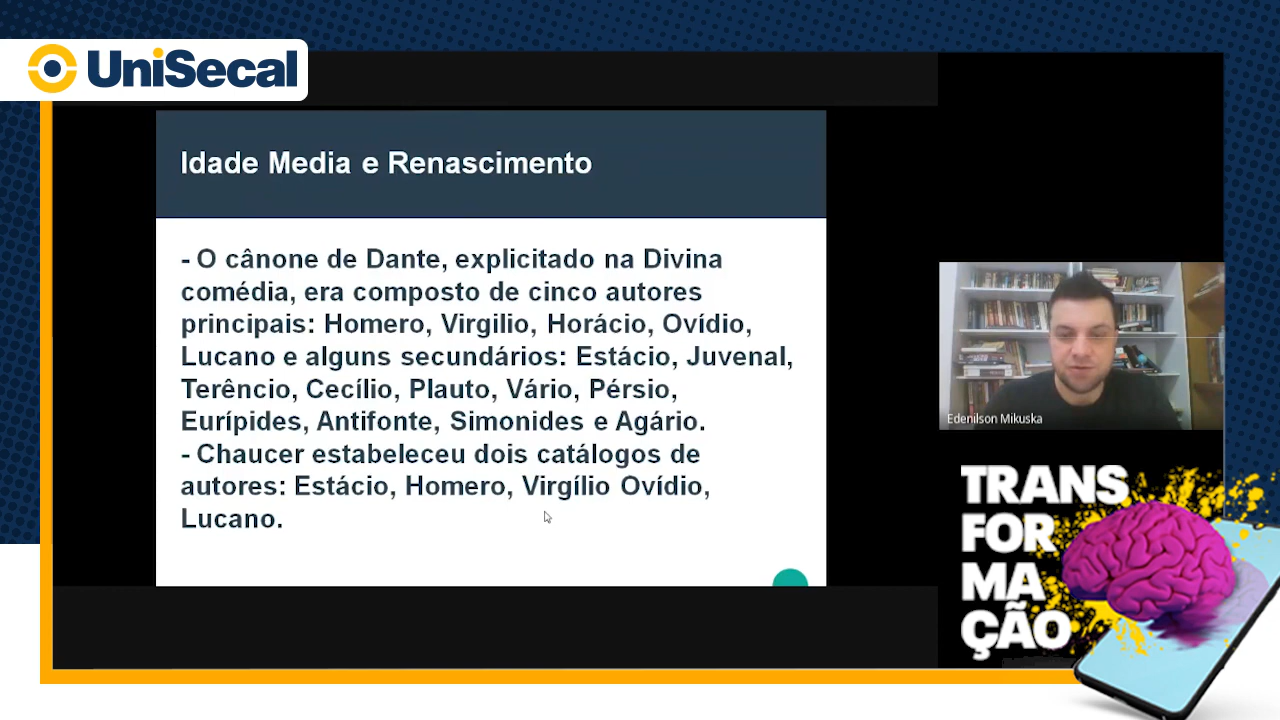 UniSecal
Idade Media e Renascimento
- O cânone de Dante, explicitado na Divina
comédia, era composto de cinco autores
principais: Homero, Virgilio, Horácio, Ovídio,
Lucano e alguns secundários: Estácio, Juvenal,
Terêncio, Cecílio, Plauto, Vário, Pérsio,
Eurípides, Antifonte, Simonides e Agário.
- Chaucer estabeleceu dois catálogos de
autores: Estácio, Homero, Virgílio Ovídio,
Lucano.
Edenilson Mikuska
TRANS
FOR
MA
ÇÃO